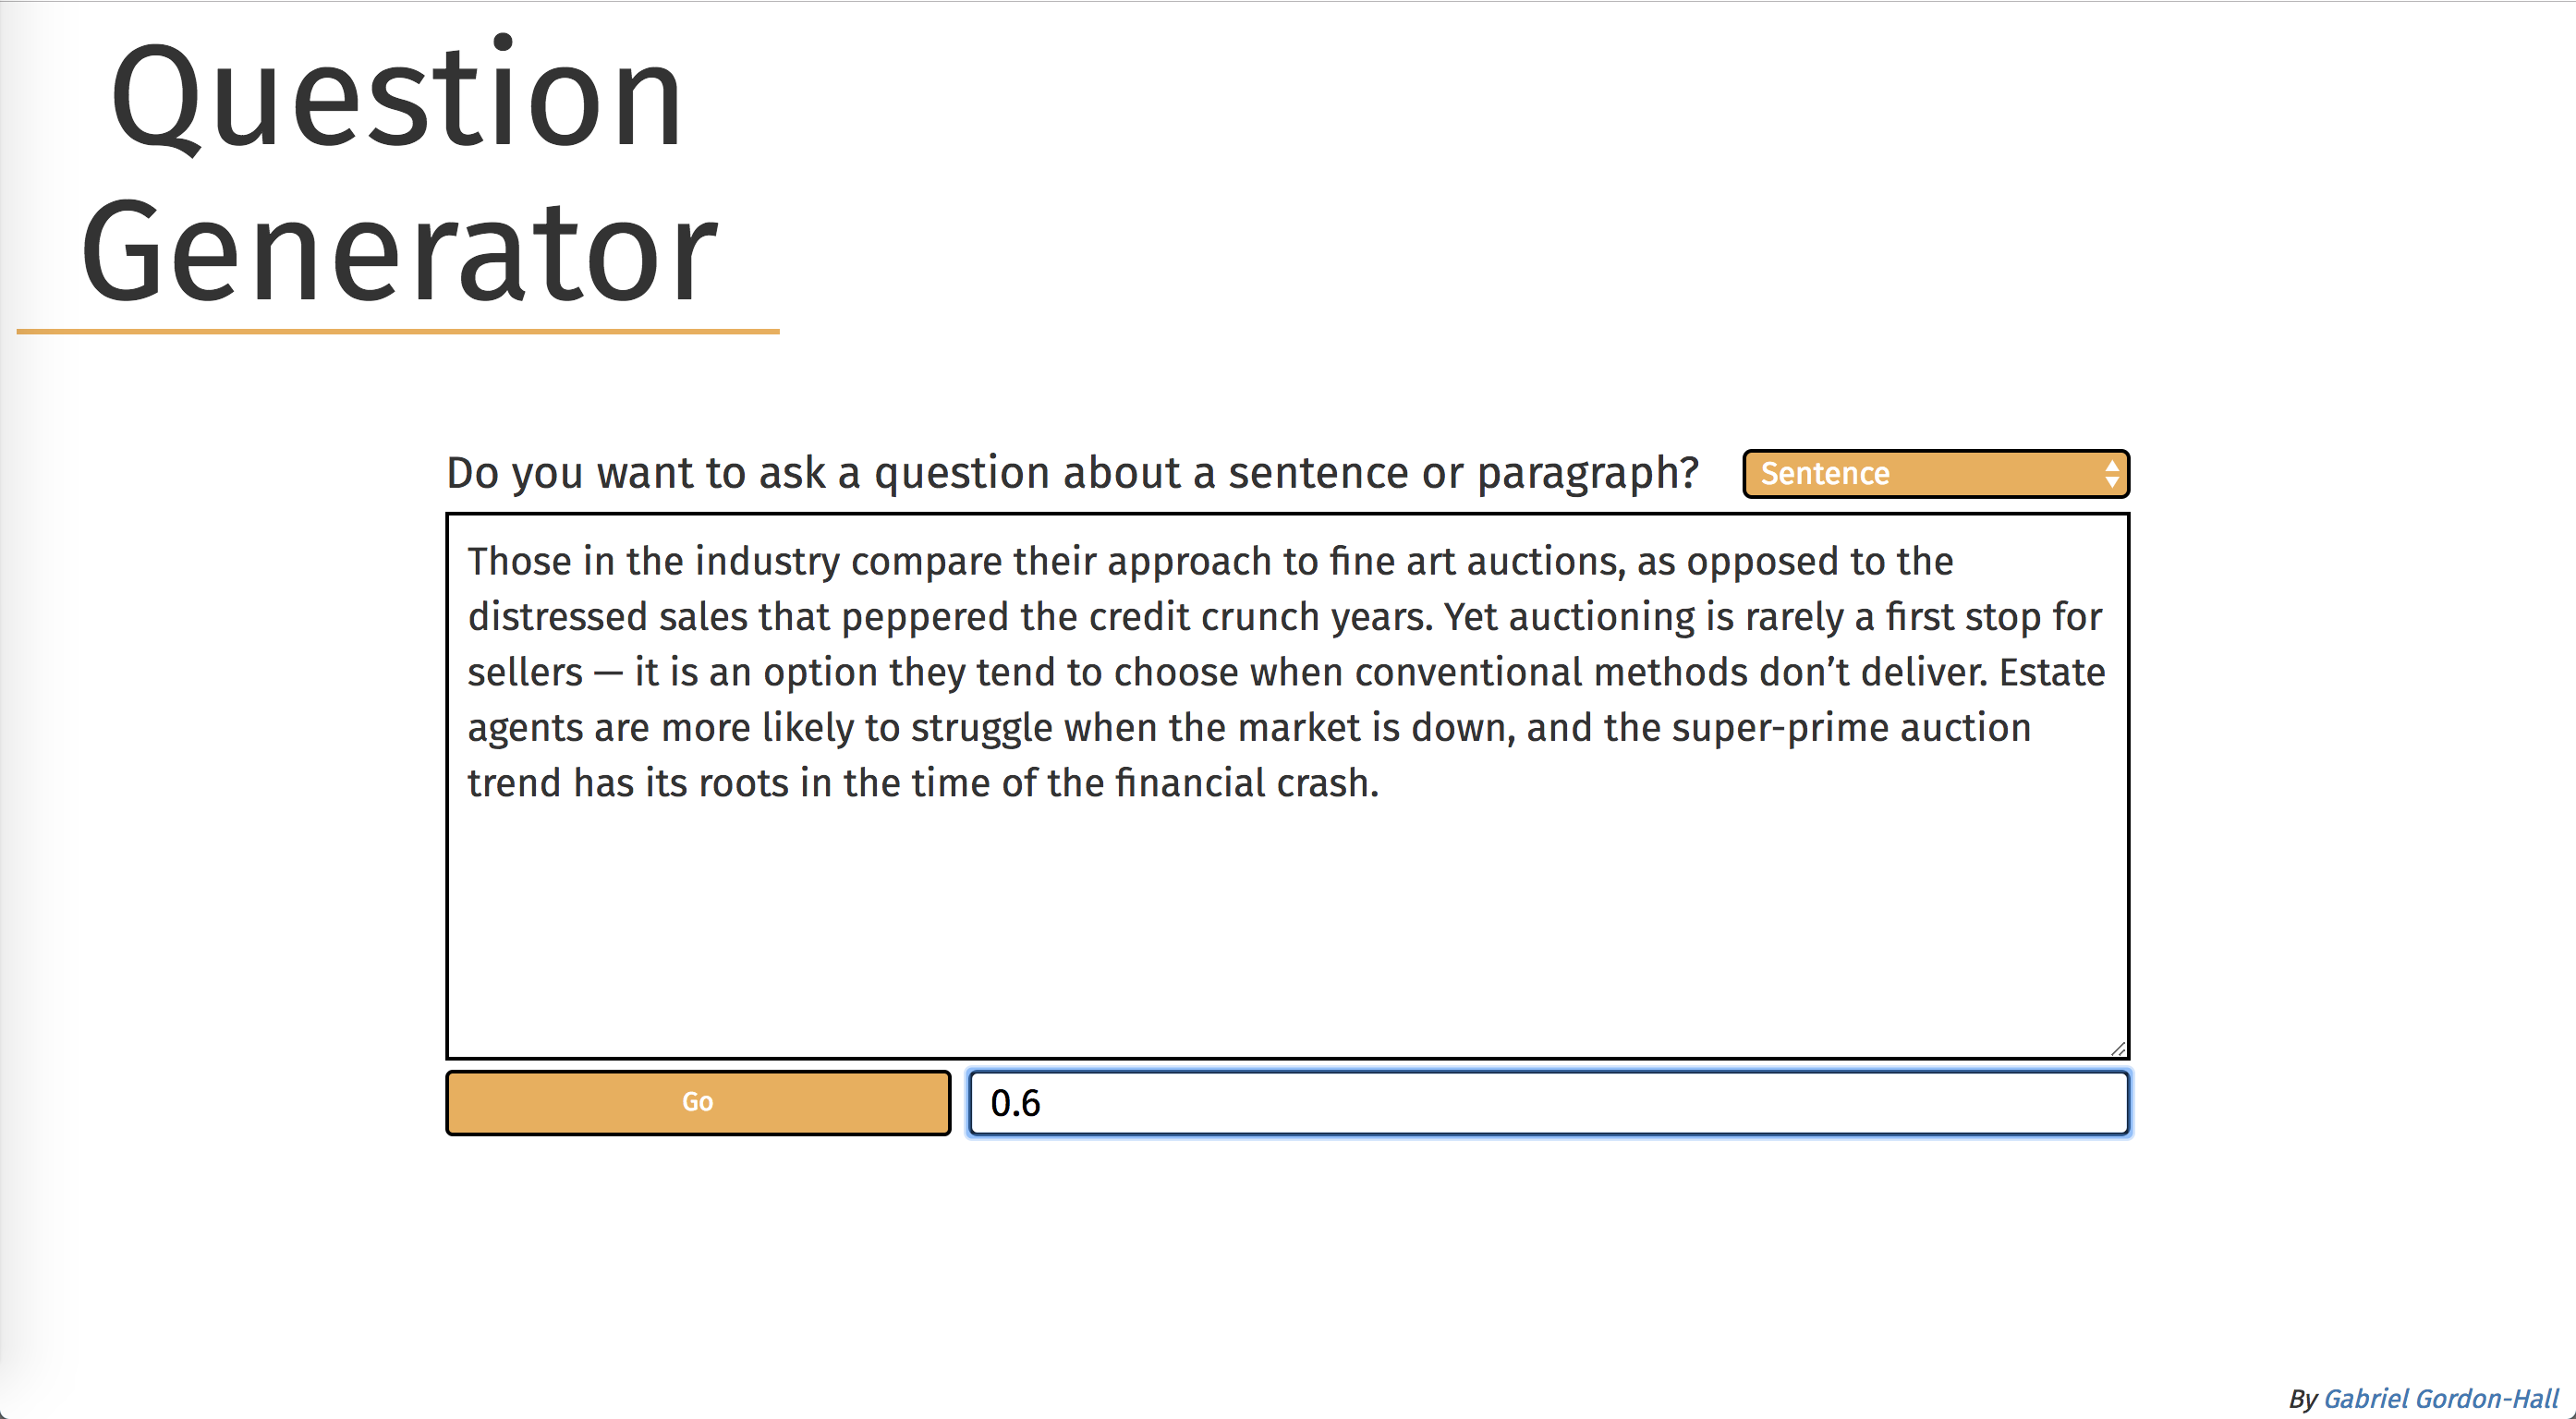 Question
Generator
Do you want to ask a question about a sentence or paragraph?
Sentence
Those in the industry compare their approach to fine art auctions, as opposed to the
distressed sales that peppered the credit crunch years. Yet auctioning is rarely a first stop for
sellers — it is an option they tend to choose when conventional methods don’t deliver. Estate
agents are more likely to struggle when the market is down, and the super-prime auction
trend has its roots in the time of the financial crash.
Go
0.6
By Gabriel Gordon-Hall